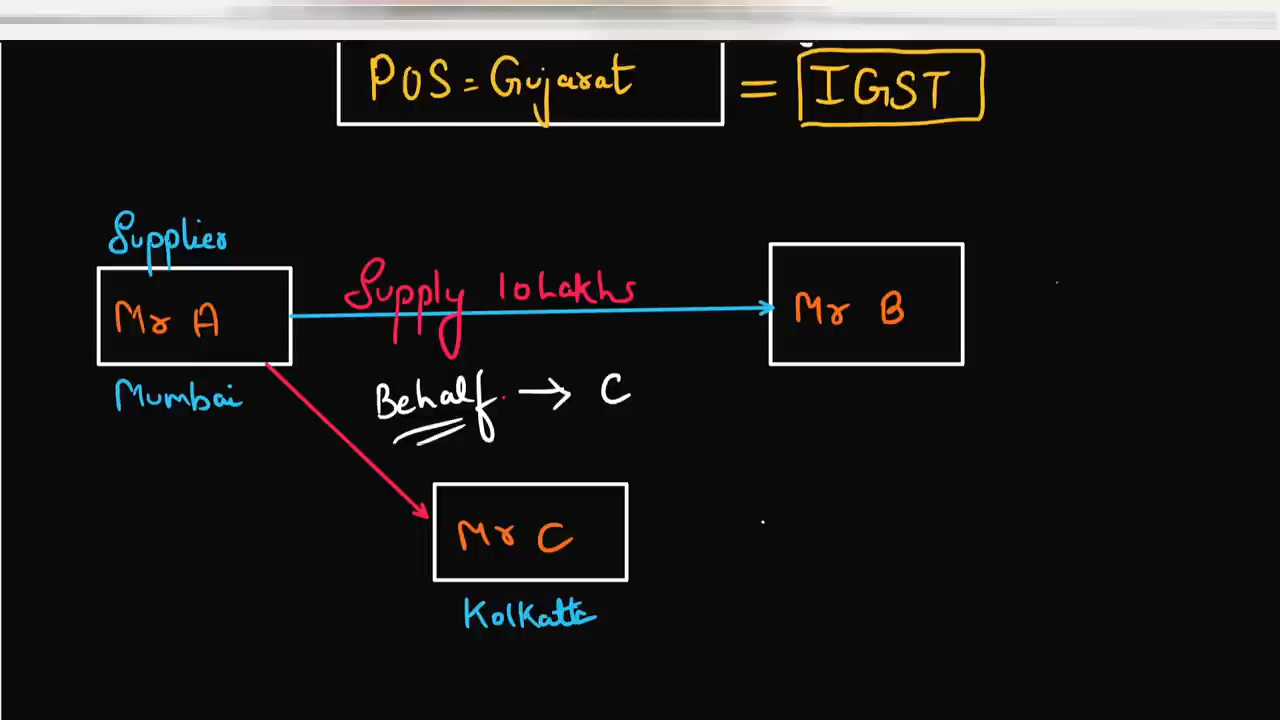 POS = Gujarat = IGST
Supplier
Mr A
Supply 10 Lakhs
Mr B
Mumbai
Behalf. → C
Mr C
Kolkatta